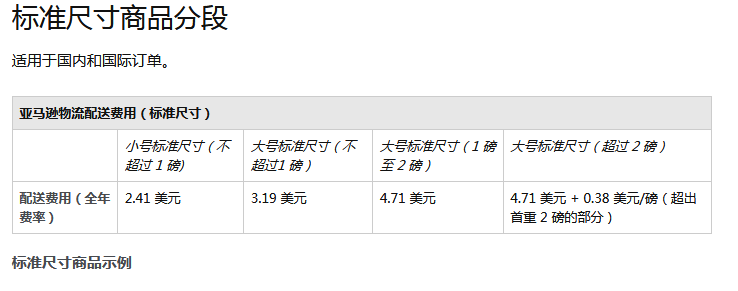 标准尺寸商品分段
适用于国内和国际订单。
亚马逊物流配送费用（标准尺寸）
小号标准尺寸（不
超过 1 磅)
大号标准尺寸（不
超过1 磅）
大号标准尺寸（1 磅
至 2 磅）
大号标准尺寸（超过 2 磅）
配送费用（全年
费率）
2.41 美元
3.19 美元
4.71 美元
4.71 美元 + 0.38 美元/磅（超出
首重 2 磅的部分）
标准尺寸商品示例